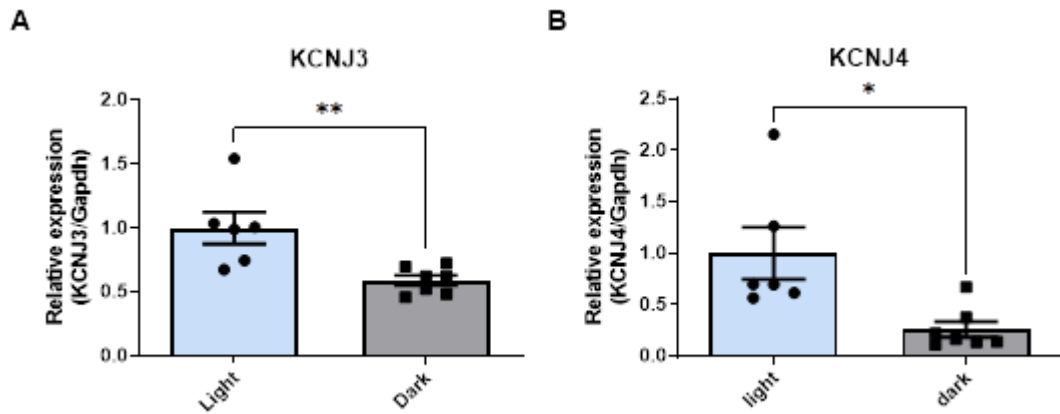 A
KCNJ3
Relative expression
(KCNJ3/Gapdh)
2.0
1.5
1.0
0.5
0.0
**
Light
Dark
B
KCNJ4
Relative expression
(KCNJ4/Gapdh)
2.5
2.0
1.5
1.0
0.5
0.0
*
light
dark